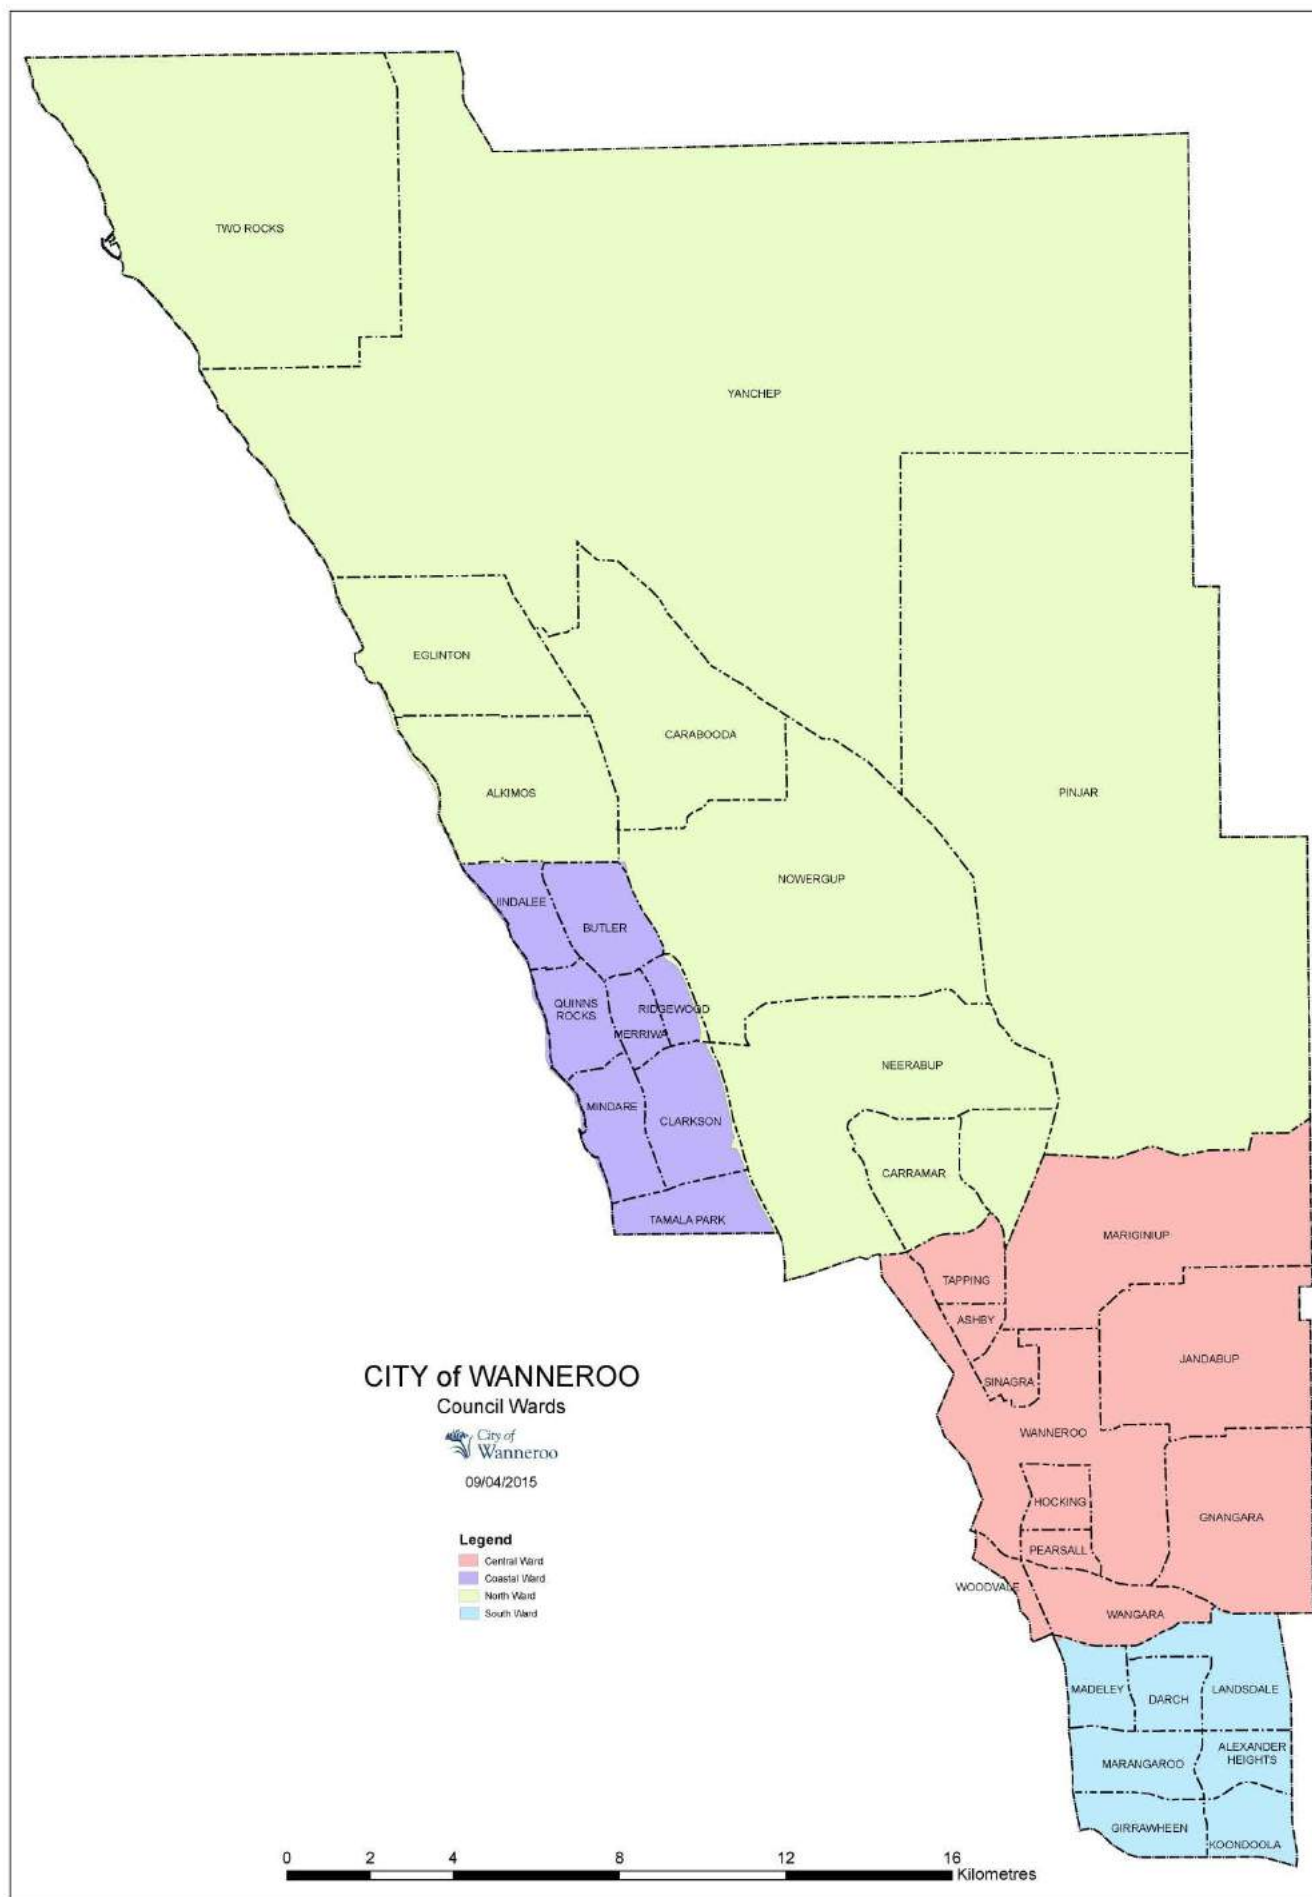 TWO ROCKS
YANCHEP
EGLINTON
CARABOODA
ALKIMOS
PINJAR
NOWERGUP
JINDALEE
BUTLER
QUINNS
ROCKS
RIDGEWOOD
MERRIWA
NEERABUP
MINDARE
CLARKSON
CARRAMAR
TAMALA PARK
MARIGINIUP
TAPPING
ASHBY
JANDABUP
SINAGRA
CITY of WANNEROO
Council Wards
City of
Wanneroo
09/04/2015
WANNEROO
HOCKING
GNANGARA
PEARSALL
WOODVALE
WANGARA
Legend
Central Ward
Coastal Ward
North Ward
South Ward
MADELEY
DARCH
LANDSDALE
MARANGAROO
ALEXANDER
HEIGHTS
GIRRAWHEEN
KOONDOOLA
0 2 4 8 12 16
Kilometres